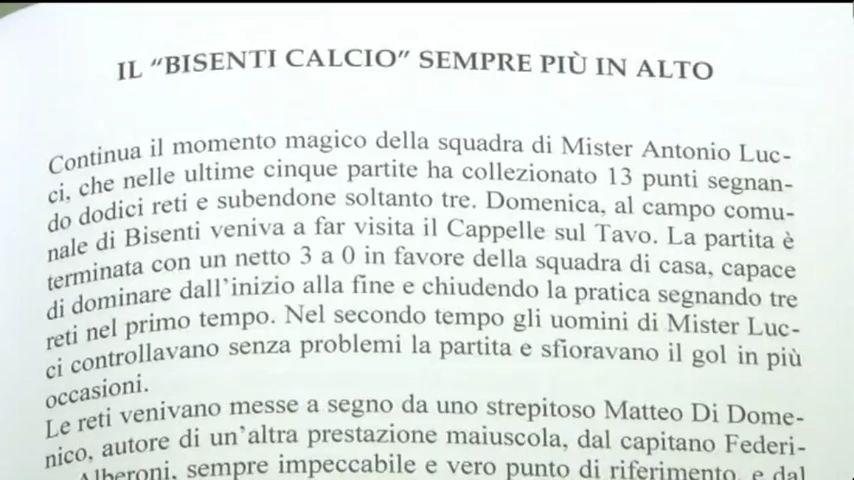 IL “BISENTI CALCIO” SEMPRE PIÙ IN ALTO
Continua il momento magico della squadra di Mister Antonio Luc-
ci, che nelle ultime cinque partite ha collezionato 13 punti segnan-
do dodici reti e subendone soltanto tre. Domenica, al campo comu-
nale di Bisenti veniva a far visita il Cappelle sul Tavo. La partita è
terminata con un netto 3 a 0 in favore della squadra di casa, capace
di dominare dall’inizio alla fine e chiudendo la pratica segnando tre
reti nel primo tempo. Nel secondo tempo gli uomini di Mister Luc-
ci controllavano senza problemi la partita e sfioravano il gol in più
occasioni.
Le reti venivano messe a segno da uno strepitoso Matteo Di Dome-
nico, autore di un’altra prestazione maiuscola, dal capitano Federi-
Alberoni, sempre impeccabile e vero punto di riferimento, e dal